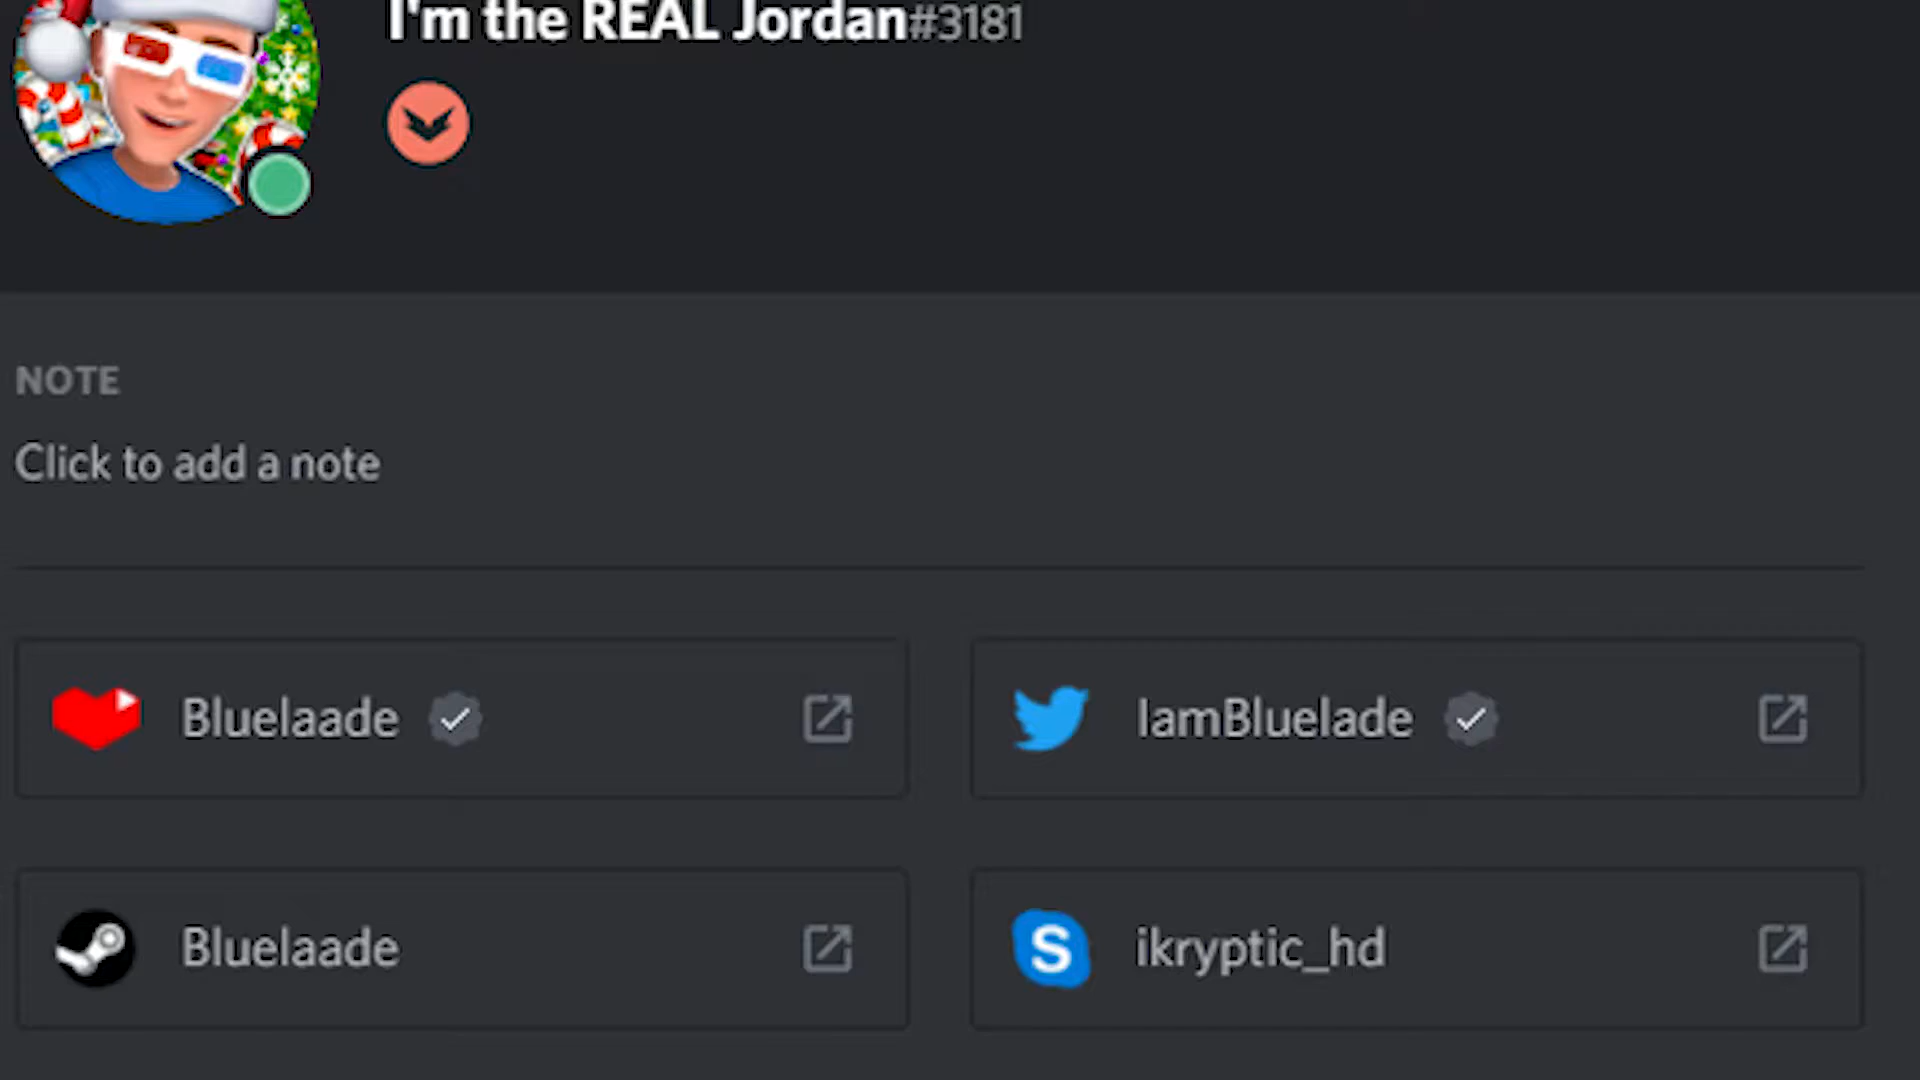 I'm the REAL Jordan#3181
NOTE
Click to add a note
Bluelaade
IamBluelade
Bluelaade
ikryptic_hd